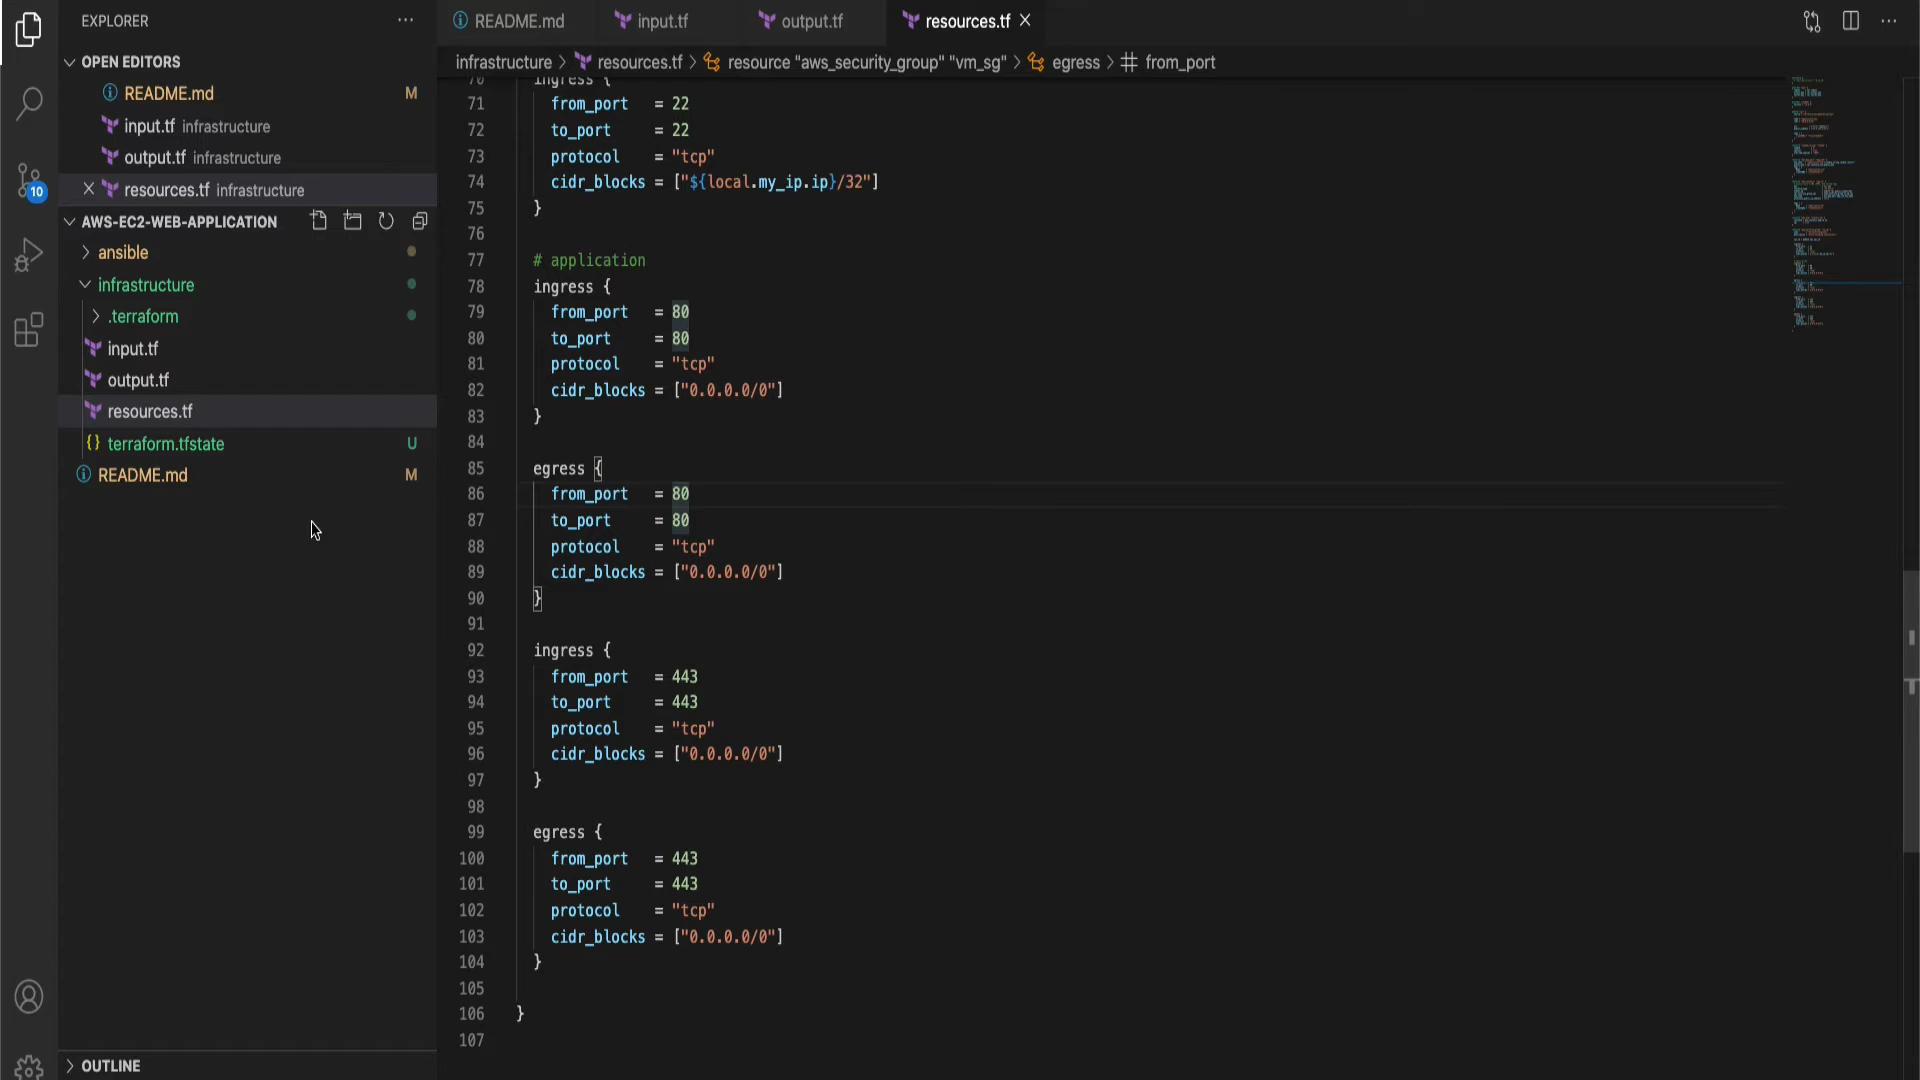 EXPLORER
OPEN EDITORS
README.md M
input.tf infrastructure
output.tf infrastructure
resources.tf infrastructure
10
AWS-EC2-WEB-APPLICATION
ansible
infrastructure
.terraform
input.tf
output.tf
resources.tf
{} terraform.tfstate U
README.md M
OUTLINE
README.md input.tf output.tf resources.tf
infrastructure > resources.tf > resource "aws_security_group" "vm_sg" > egress > # from_port
70 ingress {
71 from_port = 22
72 to_port = 22
73 protocol = "tcp"
74 cidr_blocks = ["${local.my_ip.ip}/32"]
75 }
76
77 # application
78 ingress {
79 from_port = 80
80 to_port = 80
81 protocol = "tcp"
82 cidr_blocks = ["0.0.0.0/0"]
83 }
84
85 egress {
86 from_port = 80
87 to_port = 80
88 protocol = "tcp"
89 cidr_blocks = ["0.0.0.0/0"]
90 }
91
92 ingress {
93 from_port = 443
94 to_port = 443
95 protocol = "tcp"
96 cidr_blocks = ["0.0.0.0/0"]
97 }
98
99 egress {
100 from_port = 443
101 to_port = 443
102 protocol = "tcp"
103 cidr_blocks = ["0.0.0.0/0"]
104 }
105
106 }
107